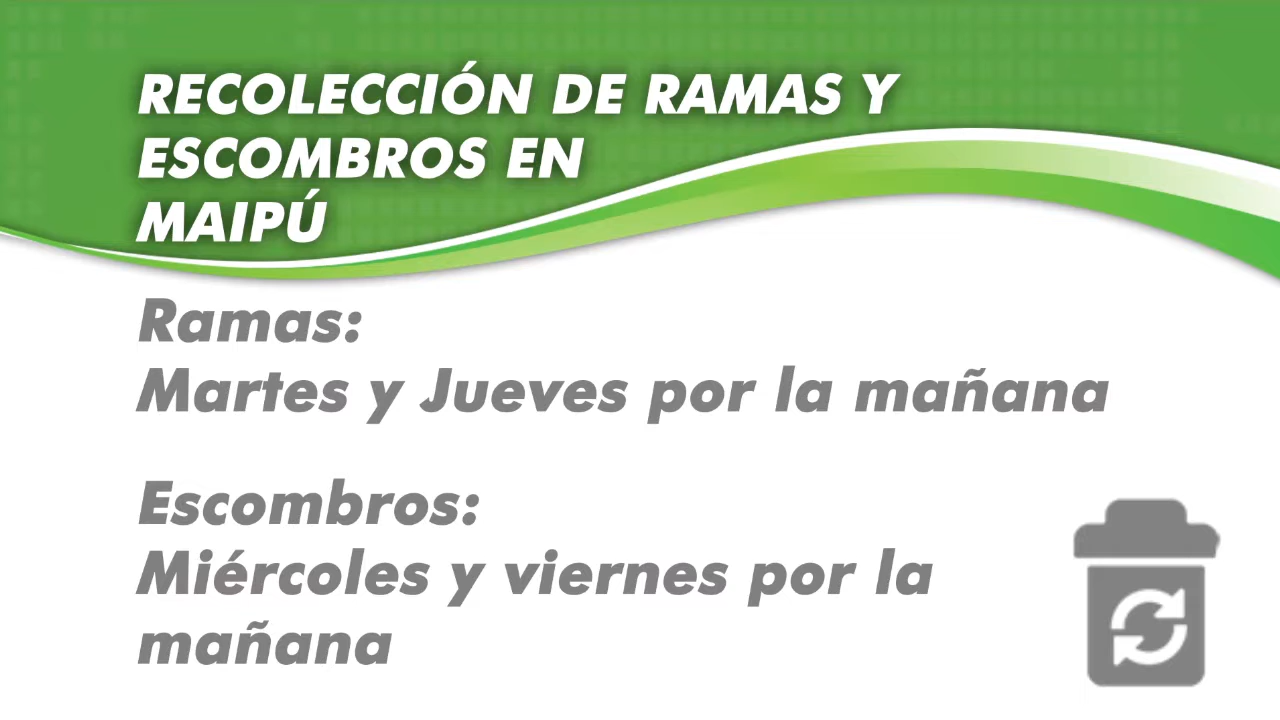 RECOLECCIÓN DE RAMAS Y
ESCOMBROS EN
MAIPÚ
Ramas:
Martes y Jueves por la mañana
Escombros:
Miércoles y viernes por la
mañana